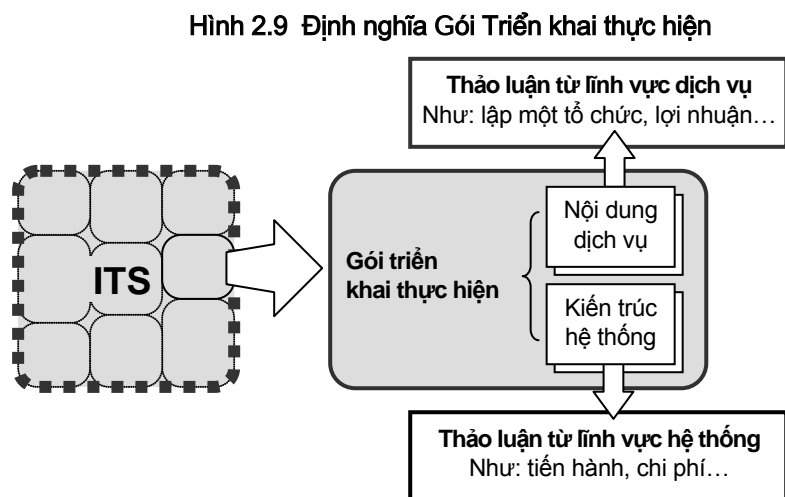 Hình 2.9 Định nghĩa Gói Triển khai thực hiện
Thảo luận từ lĩnh vực dịch vụ
Như: lập một tổ chức, lợi nhuận…
ITS
Gói triển
khai thực hiện
Nội dung
dịch vụ
Kiến trúc
hệ thống
Thảo luận từ lĩnh vực hệ thống
Như: tiến hành, chi phí…